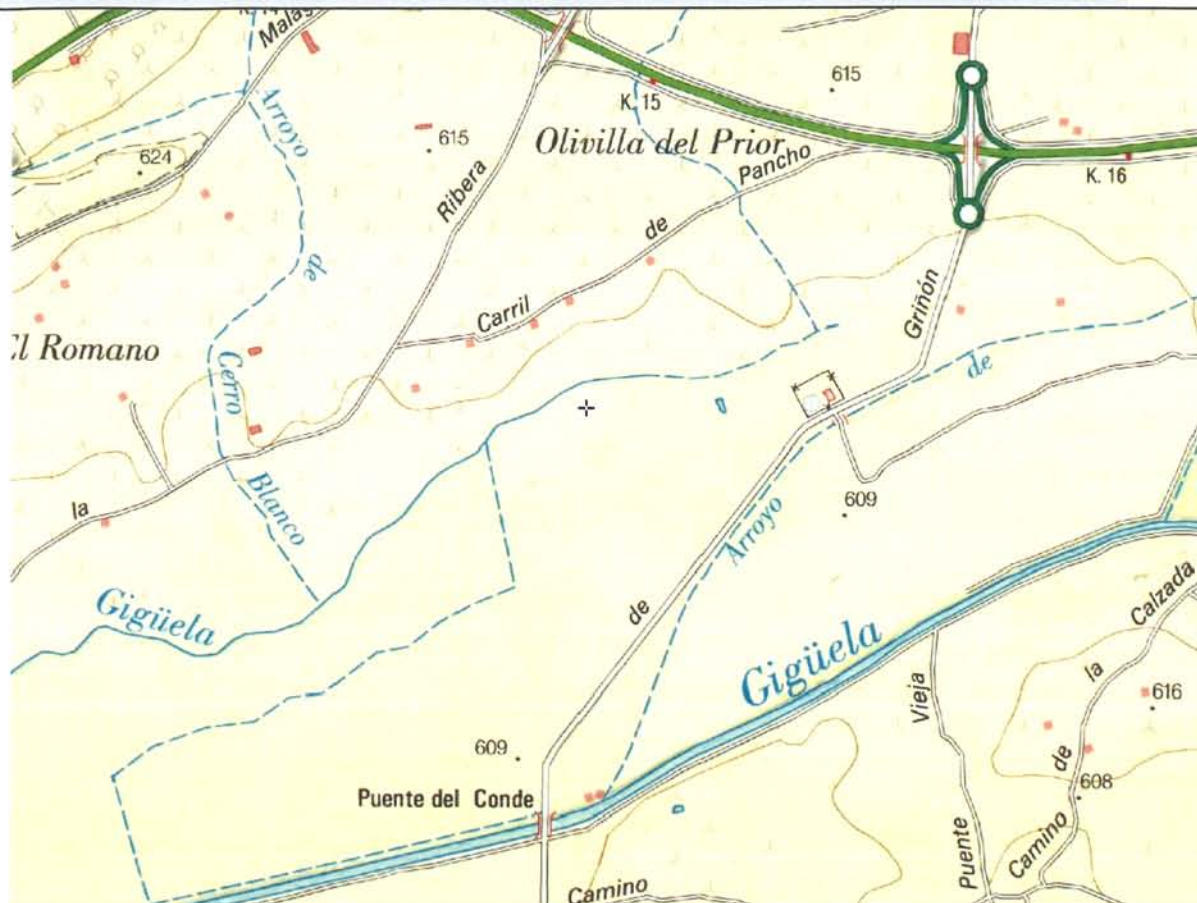 Malag
Arroyo
de
Cerro
Blanco
624
615
Ribera
la
K. 15
615
Olivilla del Prior
Carril
de
Pancho
K. 16
Griñón
de
El Romano
Arroyo
de
609
Gigüela
Gigüela
609
Puente del Conde
Vieja
Puente
Calzada
la
de
Camino
616
608
Camino